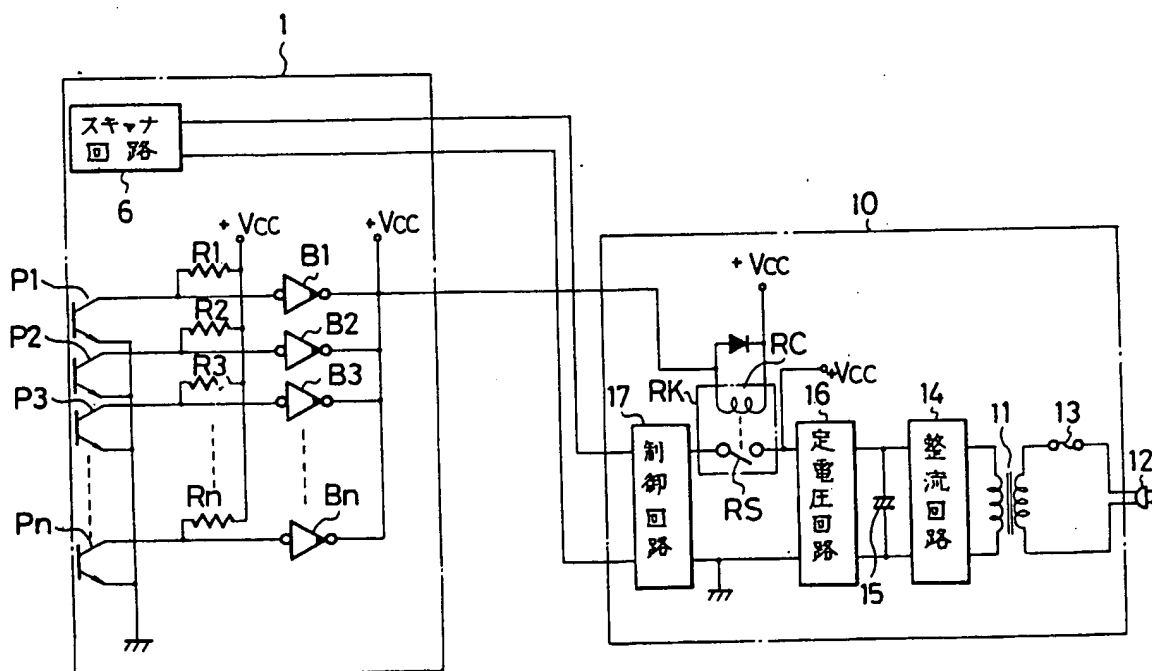 1
スキャナ
回路
6
+Vcc
+Vcc
R1
B1
P1
R2
B2
P2
R3
B3
P3
Rn
Bn
Pn
10
+Vcc
RC
+Vcc
RK
17
制御回路
RS
16
定電圧回路
15
14
整流回路
11
13
12